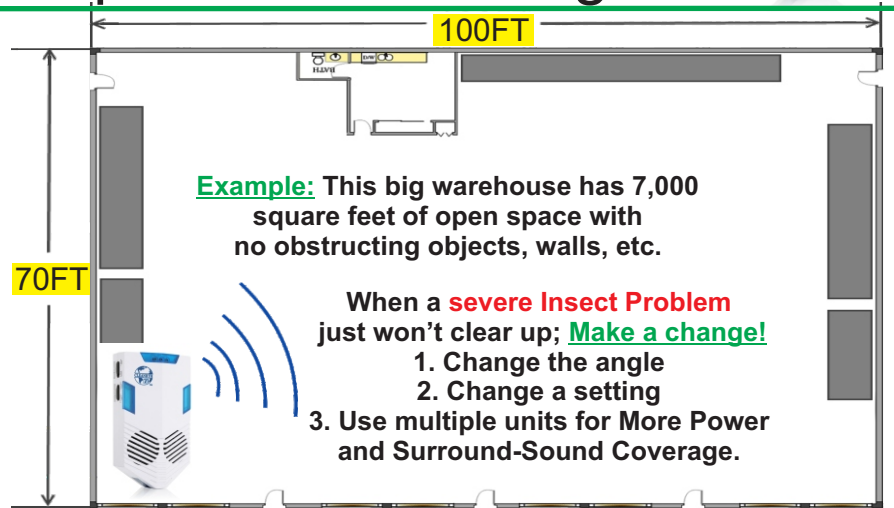 100FT
D/W
BATH
Example: This big warehouse has 7,000
square feet of open space with
no obstructing objects, walls, etc.
70FT
When a severe Insect Problem
just won’t clear up; Make a change!
1. Change the angle
2. Change a setting
3. Use multiple units for More Power
and Surround-Sound Coverage.